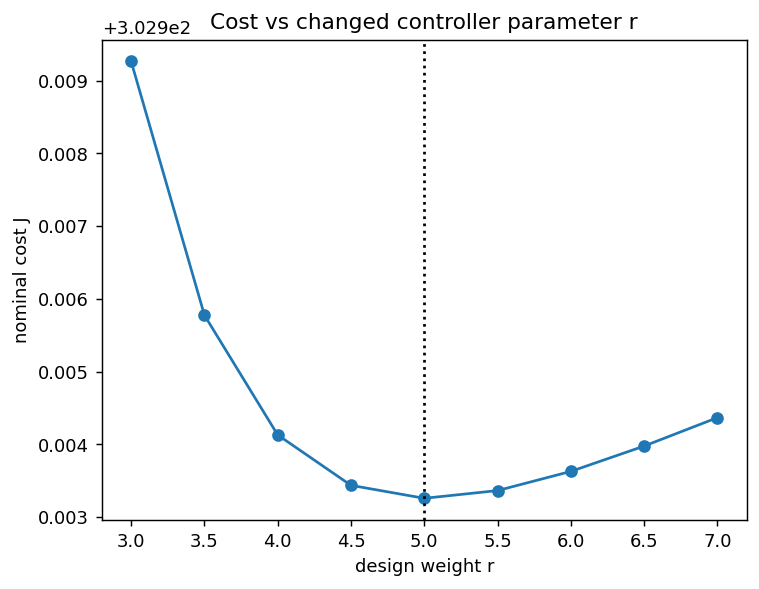 Cost vs changed controller parameter r
+3.029e2
0.009
0.008
0.007
0.006
0.005
0.004
0.003
nominal cost J
3.0 3.5 4.0 4.5 5.0 5.5 6.0 6.5 7.0
design weight r